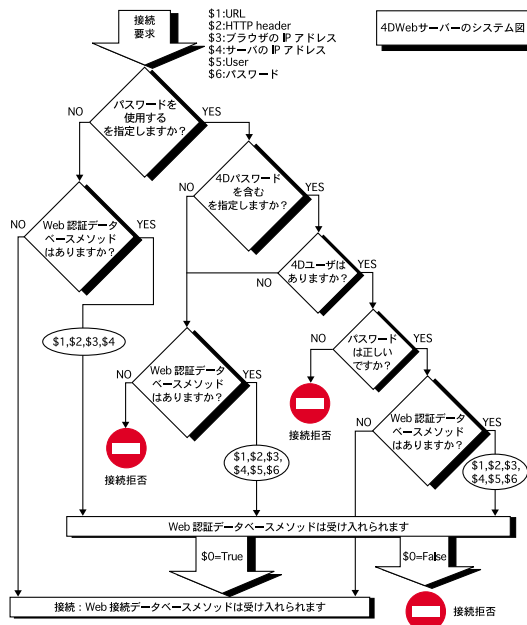 接続
要求
$1:URL
$2:HTTP header
$3:ブラウザのIPアドレス
$4:サーバのIPアドレス
$5:User
$6:パスワード
4DWebサーバーのシステム図
パスワードを
使用する
を指定しますか？
NO
YES
4Dパスワード
を含む
を指定しますか？
NO
YES
Web 認証データ
ベースメソッド
はありますか？
NO
YES
4Dユーザは
ありますか？
NO
YES
$1,$2,$3,$4
パスワード
は正しい
ですか？
NO
YES
Web 認証データ
ベースメソッド
はありますか？
NO
YES
接続拒否
接続拒否
Web 認証データ
ベースメソッド
はありますか？
NO
YES
$1,$2,$3,
$4,$5,$6
$1,$2,$3,
$4,$5,$6
Web 認証データベースメソッドは受け入れられます
$0=True
$0=False
接続：Web 接続データベースメソッドは受け入れられます
接続拒否